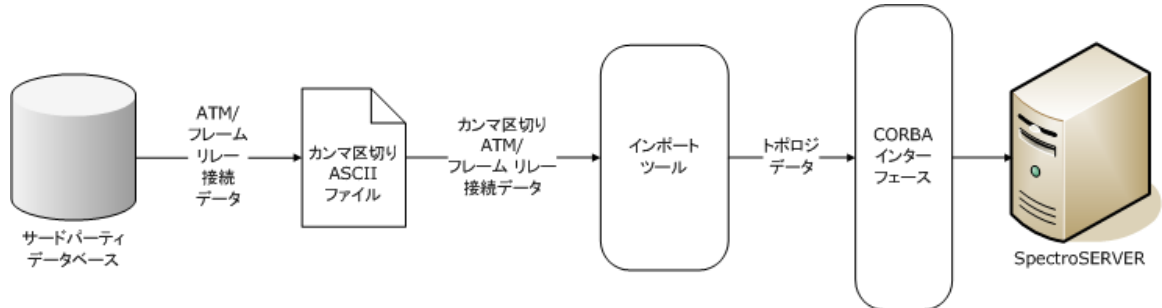 サードパーティ
データベース
ATM/
フレーム
リレー
接続
データ
カンマ区切り
ASCII
ファイル
カンマ区切り
ATM/
フレーム リレー
接続データ
インポート
ツール
トポロジ
データ
CORBA
インター
フェース
SpectroSERVER